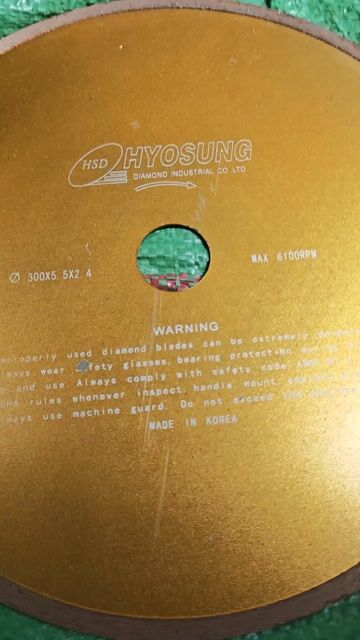 HSD HYOSUNG
DIAMOND INDUSTRIAL CO LTD
Ø 300X5.5X2.4
MAX 6100RPM
WARNING
properly used diamond blades can be extremely
wear safety glasses, bearing protection
and use. Always comply with safety code
rules whenever inspect, handle, mount,
use machine guard. Do not exceed the
MADE IN KOREA